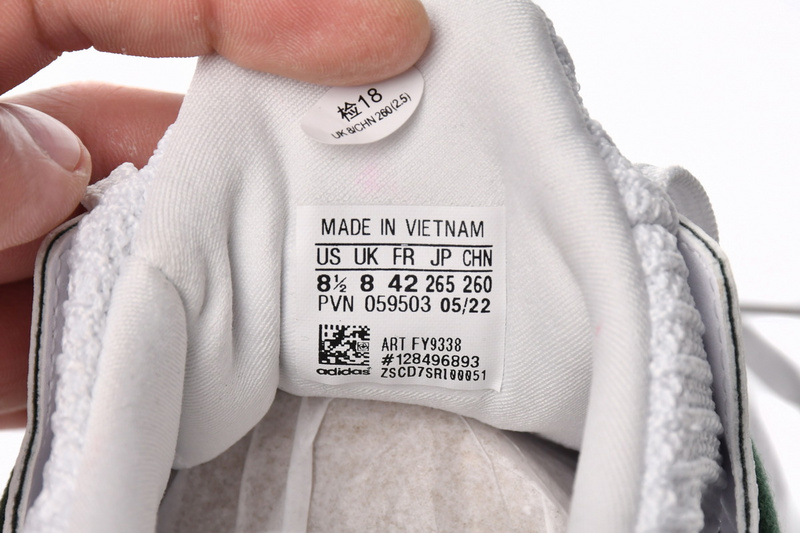 检18
UK 8/CHN 260(2.5)
MADE IN VIETNAM
US UK FR JP CHN
8½ 8 42 265 260
PVN 059503 05/22
ART FY9338
#128496893
adidas ZSCD7SRI00051